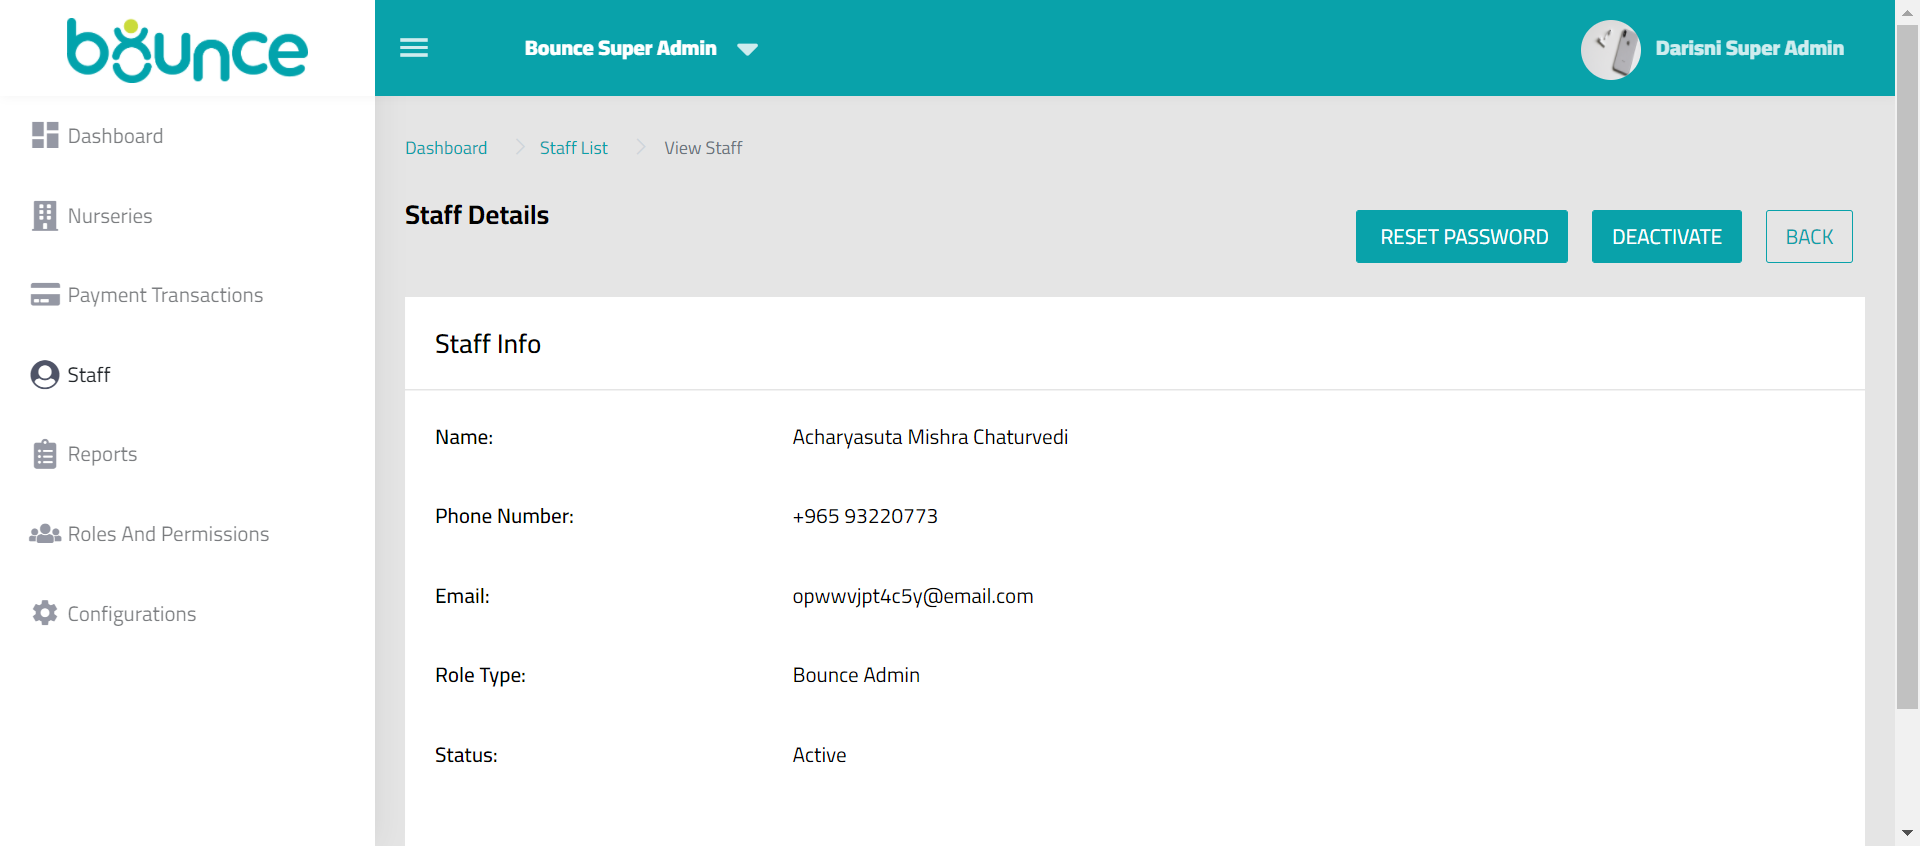 bounce
Bounce Super Admin
Darisni Super Admin
Dashboard
Nurseries
Payment Transactions
Staff
Reports
Roles And Permissions
Configurations
Dashboard
Staff List
View Staff
Staff Details
RESET PASSWORD
DEACTIVATE
BACK
Staff Info
Name: Acharyasuta Mishra Chaturvedi
Phone Number: +965 93220773
Email: opwwvjpt4c5y@email.com
Role Type: Bounce Admin
Status: Active